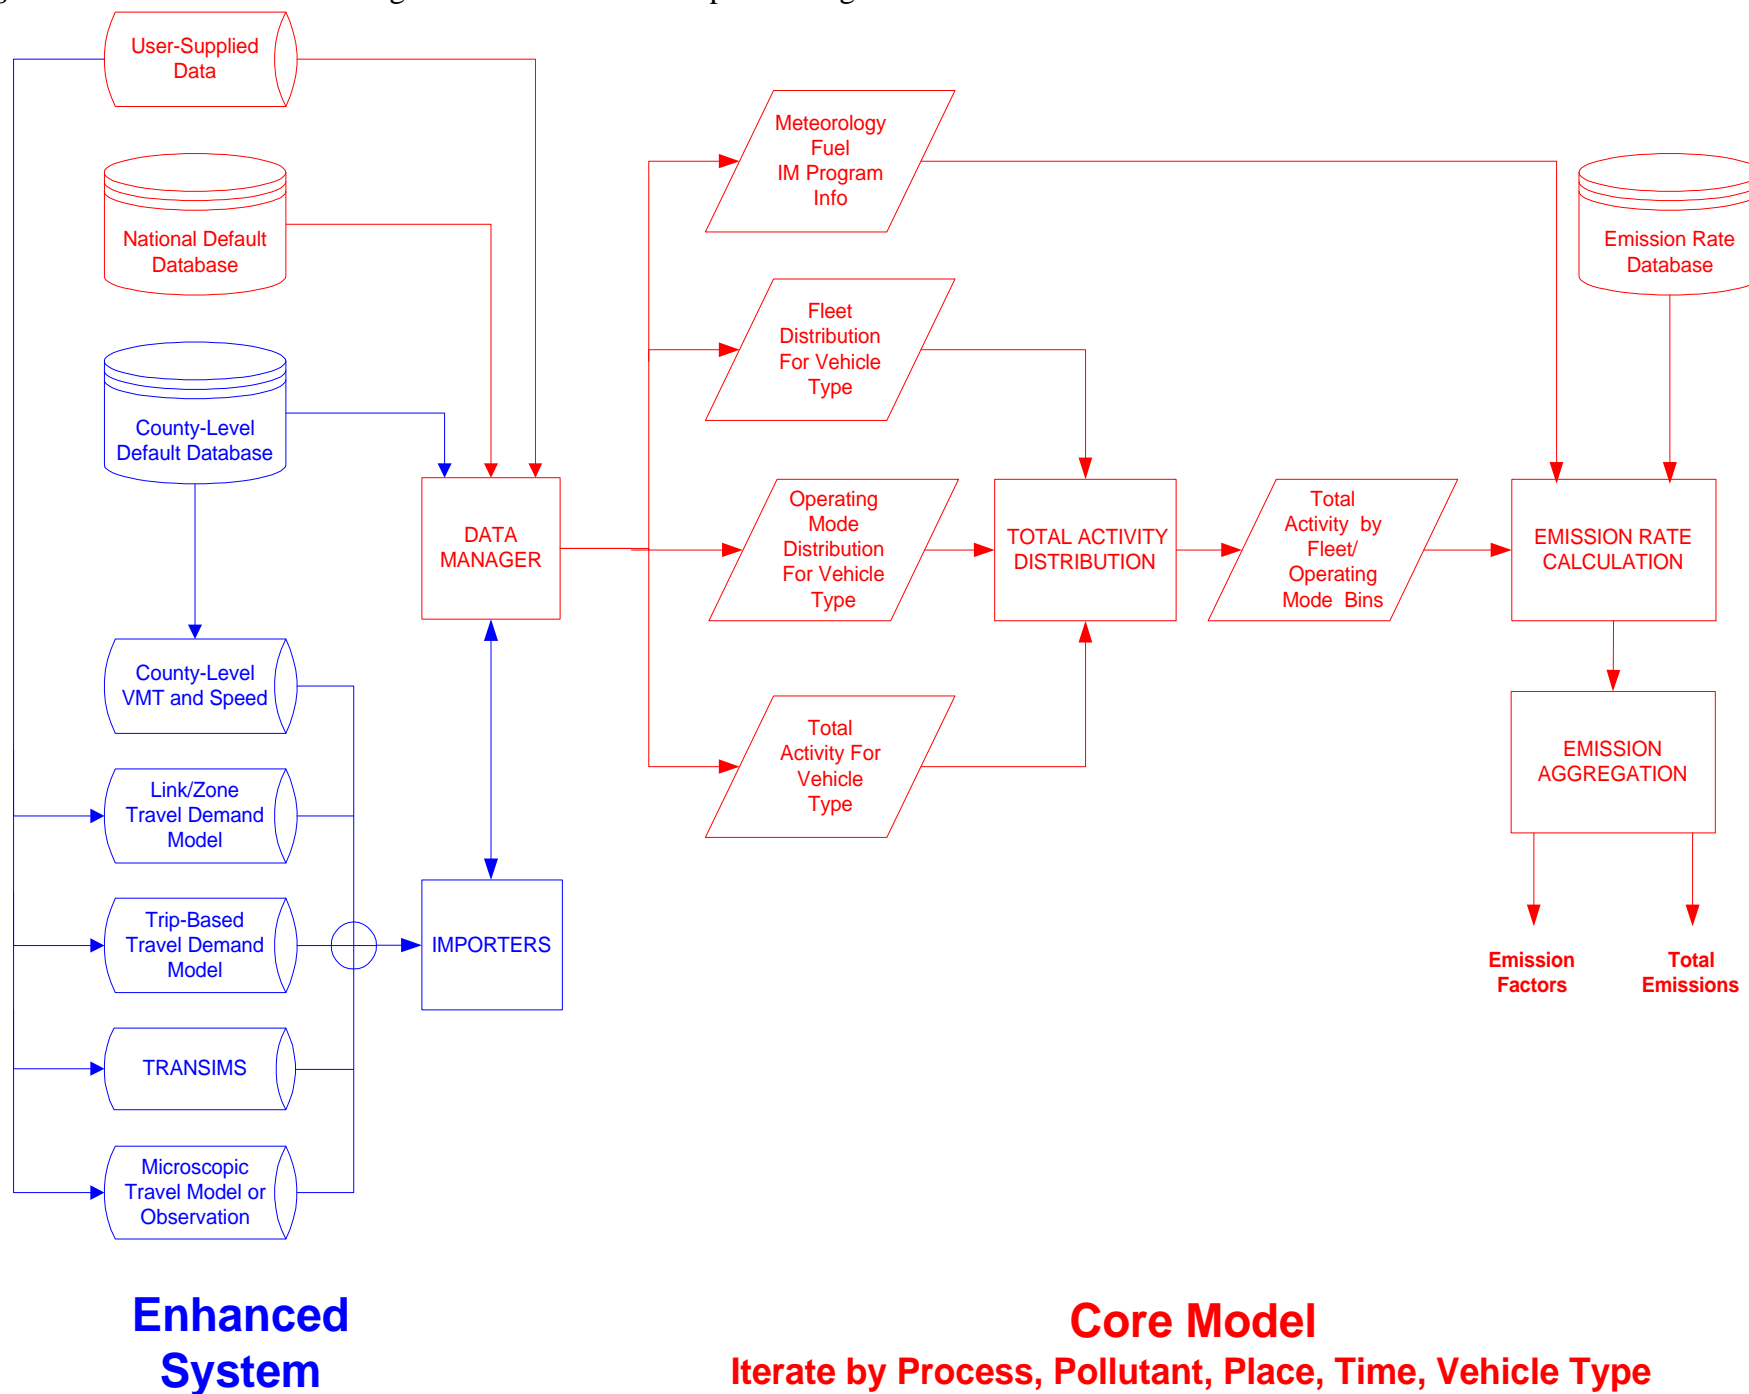 User-Supplied
Data
National Default
Database
County-Level
Default Database
County-Level
VMT and Speed
Link/Zone
Travel Demand
Model
Trip-Based
Travel Demand
Model
TRANSIMS
Microscopic
Travel Model or
Observation
DATA
MANAGER
IMPORTERS
Meteorology
Fuel
IM Program
Info
Fleet
Distribution
For Vehicle
Type
Operating
Mode
Distribution
For Vehicle
Type
Total
Activity For
Vehicle
Type
TOTAL ACTIVITY
DISTRIBUTION
Total
Activity by
Fleet/
Operating
Mode Bins
Emission Rate
Database
EMISSION RATE
CALCULATION
EMISSION
AGGREGATION
Emission
Factors
Total
Emissions
Enhanced
System
Core Model
Iterate by Process, Pollutant, Place, Time, Vehicle Type